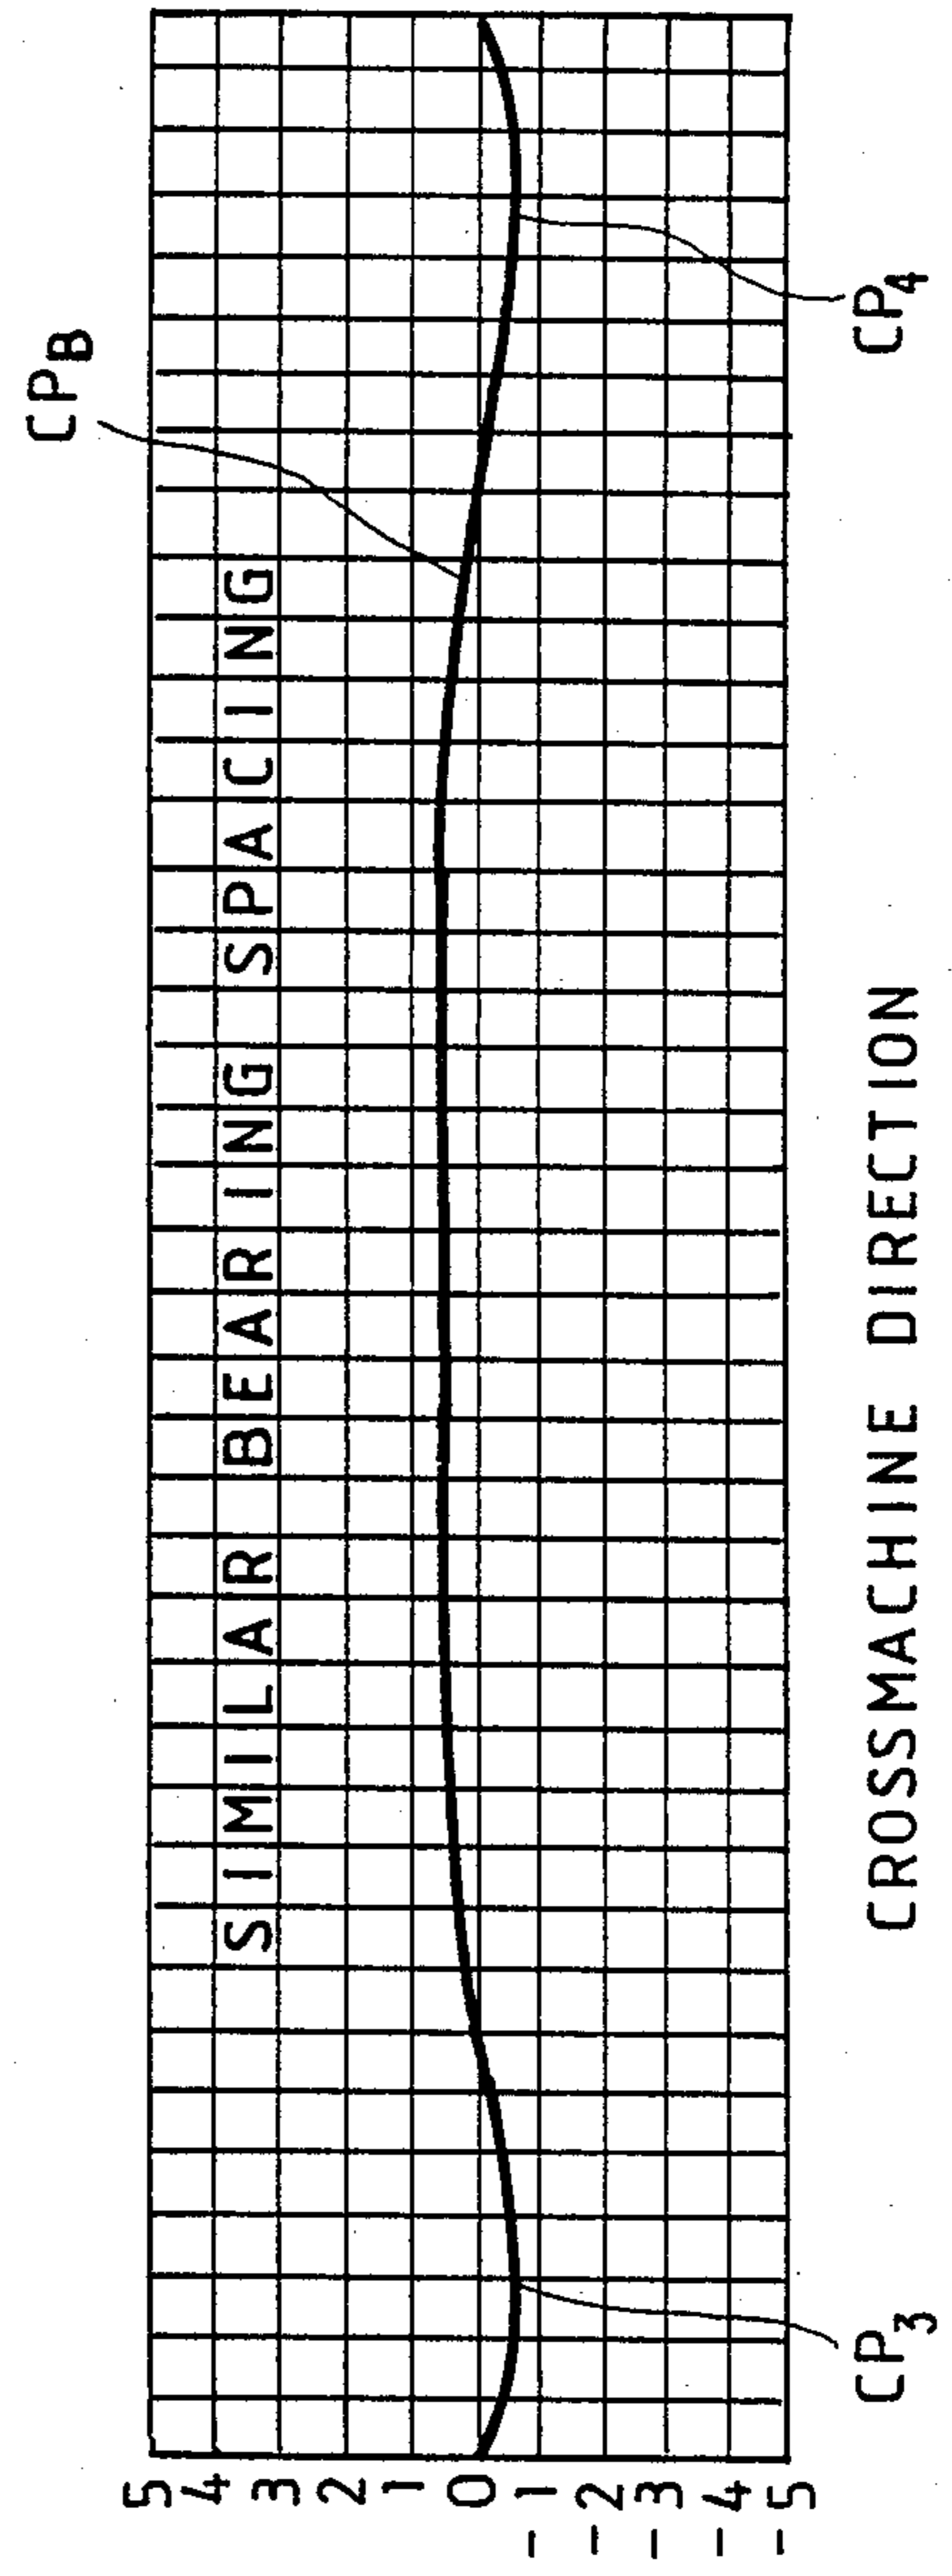 CP_B
SIMILAR BEARING SPACING
5
4
3
2
1
0
-1
-2
-3
-4
-5
CP_3
CP_4
CROSSMACHINE DIRECTION